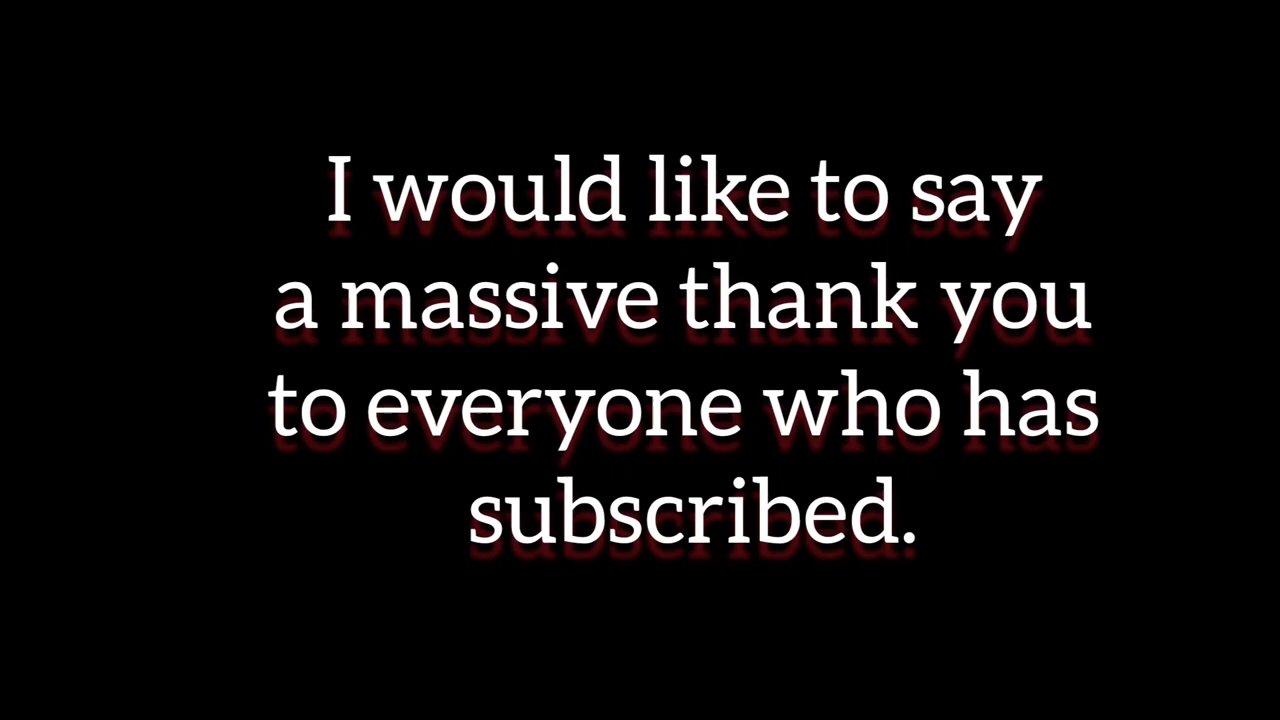 I would like to say
a massive thank you
to everyone who has
subscribed.